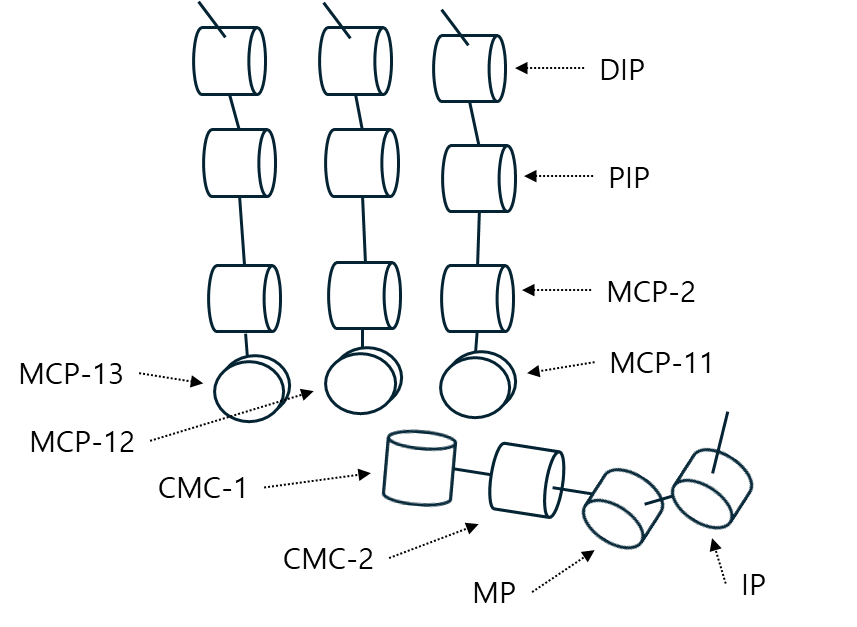 DIP
PIP
MCP-2
MCP-11
MCP-13
MCP-12
CMC-1
CMC-2
MP
IP